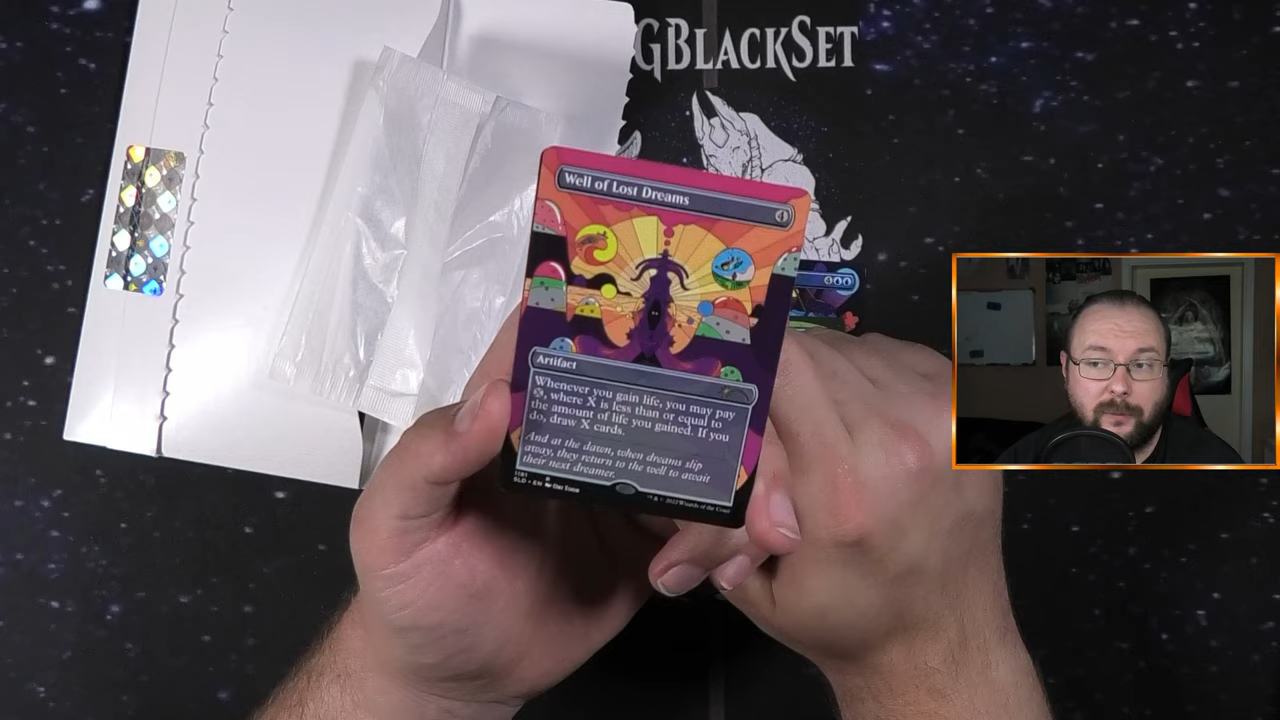 GBLACKSET
Well of Lost Dreams
4
4
Artifact
Whenever you gain life, you may pay
X, where X is less than or equal to
the amount of life you gained. If you
do, draw X cards.
And at the dawn, when dreams slip
away, they return to the well to await
their next dreamer.
SLD • EN
™ & © 2022 Wizards of the Coast